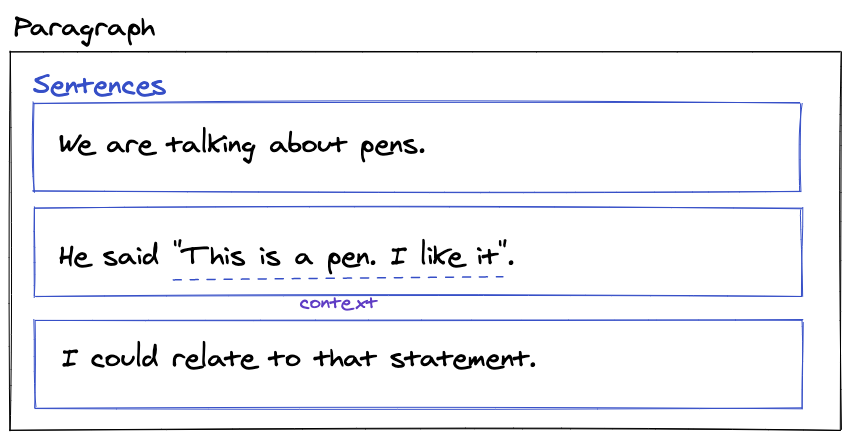 Paragraph
Sentences
We are talking about pens.
He said "This is a pen. I like it".
context
I could relate to that statement.